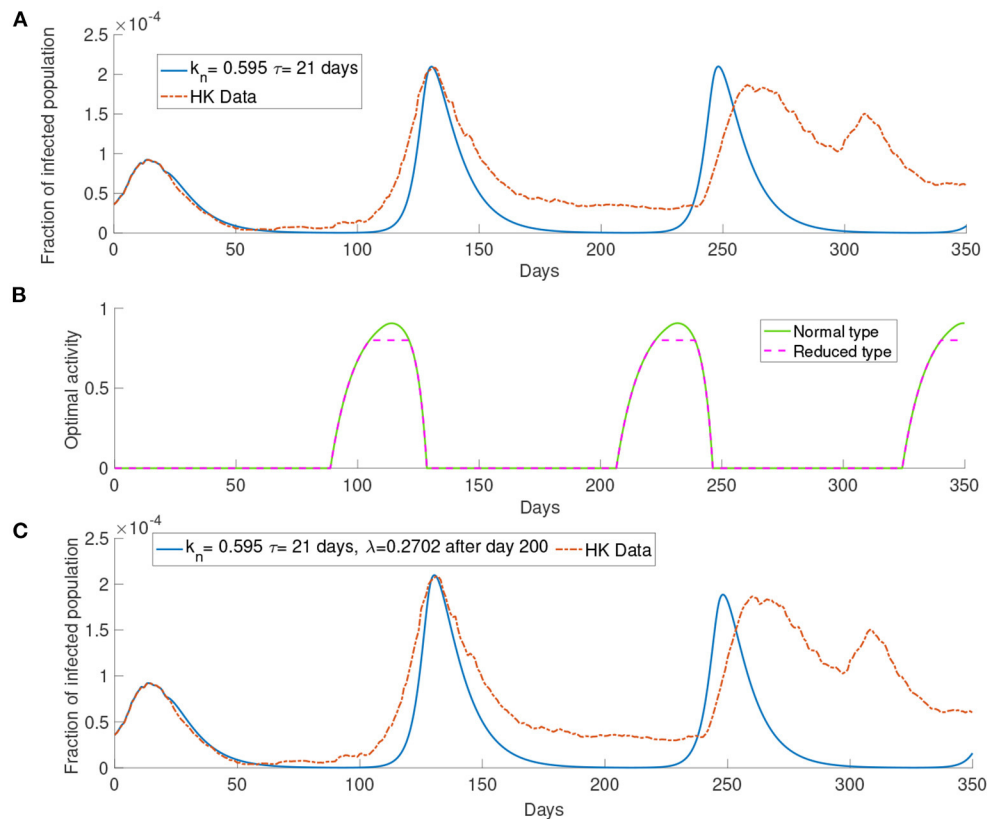 A
×10⁻⁴
2.5
2
1.5
1
0.5
0
Fraction of infected population
kₙ= 0.595 τ= 21 days
HK Data
0 50 100 150 200 250 300 350
Days
B
1
0.5
0
Optimal activity
Normal type
Reduced type
0 50 100 150 200 250 300 350
Days
C
×10⁻⁴
2.5
2
1.5
1
0.5
0
Fraction of infected population
kₙ= 0.595 τ= 21 days, λ=0.2702 after day 200 HK Data
0 50 100 150 200 250 300 350
Days